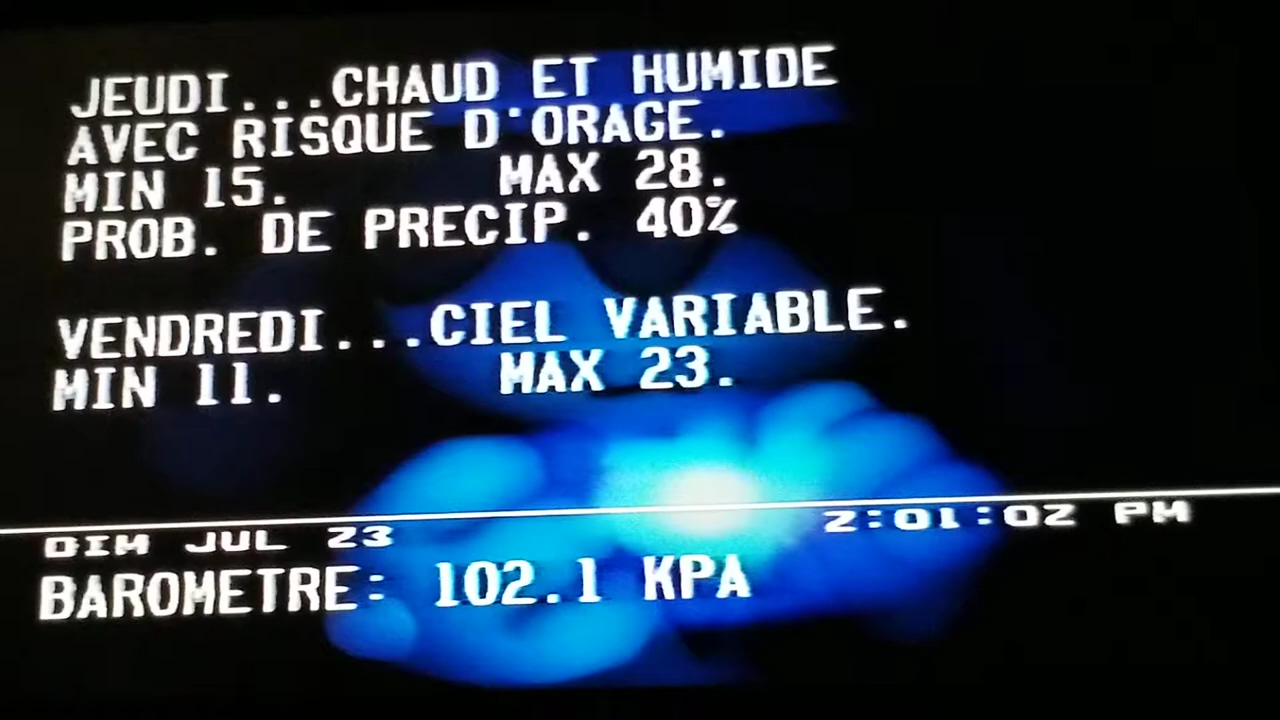 JEUDI...CHAUD ET HUMIDE
AVEC RISQUE D'ORAGE.
MIN 15. MAX 28.
PROB. DE PRECIP. 40%
VENDREDI...CIEL VARIABLE.
MIN 11. MAX 23.
DIM JUL 23 2:01:02 PM
BAROMETRE: 102.1 KPA